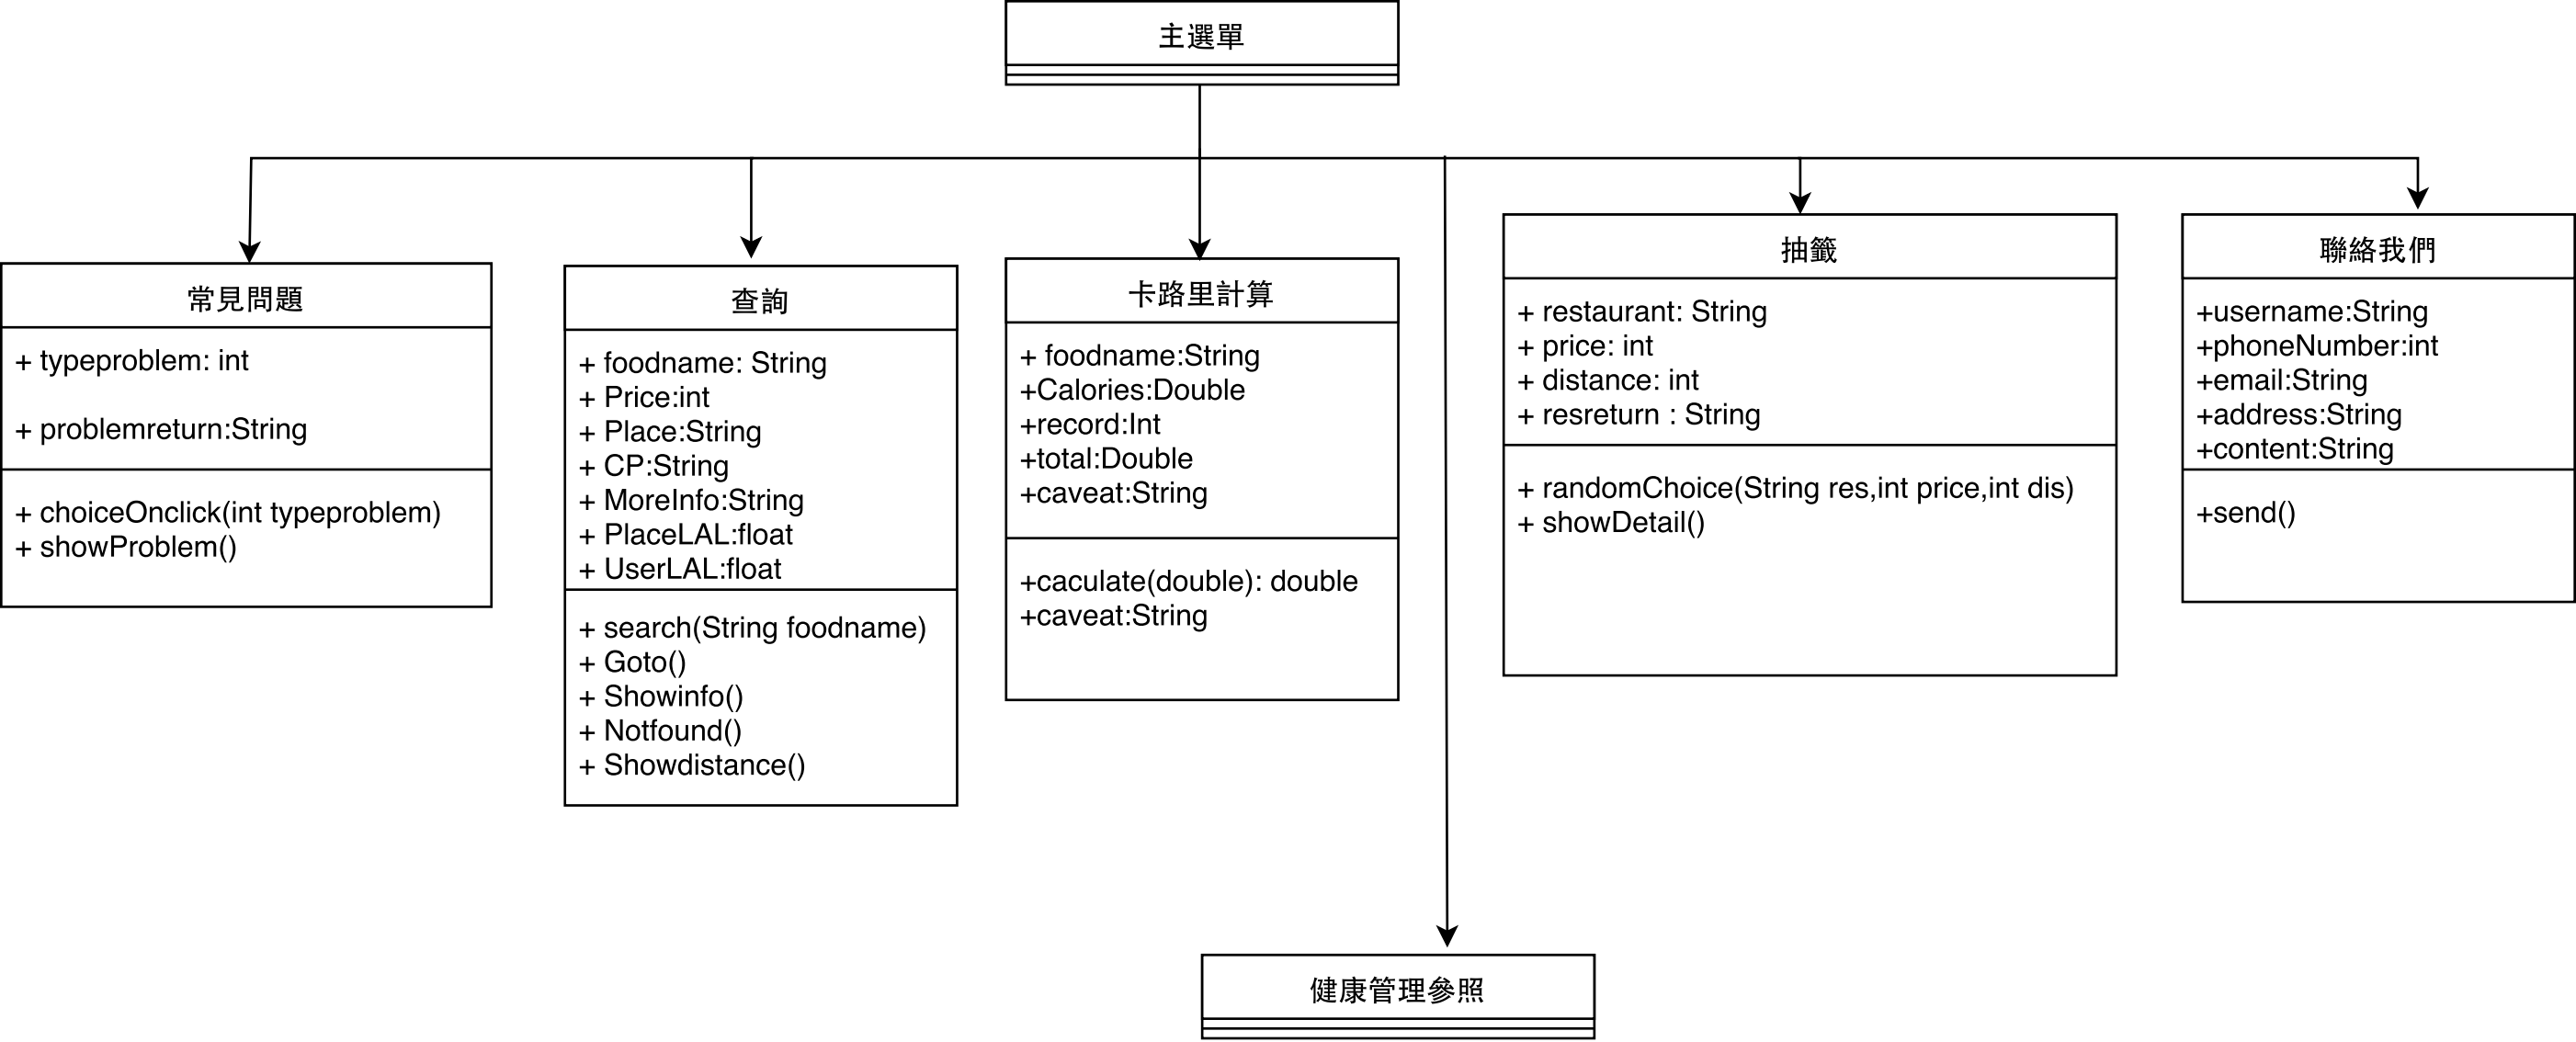 主選單
常見問題
+ typeproblem: int
+ problemreturn:String
+ choiceOnclick(int typeproblem)
+ showProblem()
查詢
+ foodname: String
+ Price:int
+ Place:String
+ CP:String
+ MoreInfo:String
+ PlaceLAL:float
+ UserLAL:float
+ search(String foodname)
+ Goto()
+ Showinfo()
+ Notfound()
+ Showdistance()
卡路里計算
+ foodname:String
+Calories:Double
+record:Int
+total:Double
+caveat:String
+caculate(double): double
+caveat:String
抽籤
+ restaurant: String
+ price: int
+ distance: int
+ resreturn : String
+ randomChoice(String res,int price,int dis)
+ showDetail()
聯絡我們
+username:String
+phoneNumber:int
+email:String
+address:String
+content:String
+send()
健康管理參照